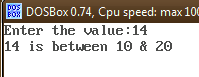 DOSBox 0.74, Cpu speed: max 100
Enter the value:14
14 is between 10 & 20